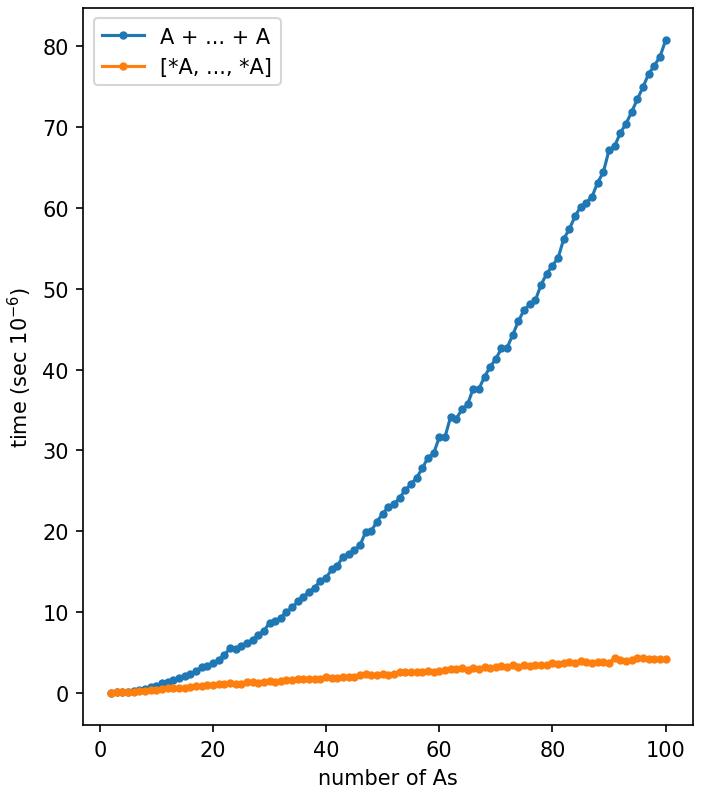 A + ... + A
[*A, ..., *A]
80
70
60
50
40
30
20
10
0
time (sec 10⁻⁶)
0 20 40 60 80 100
number of As